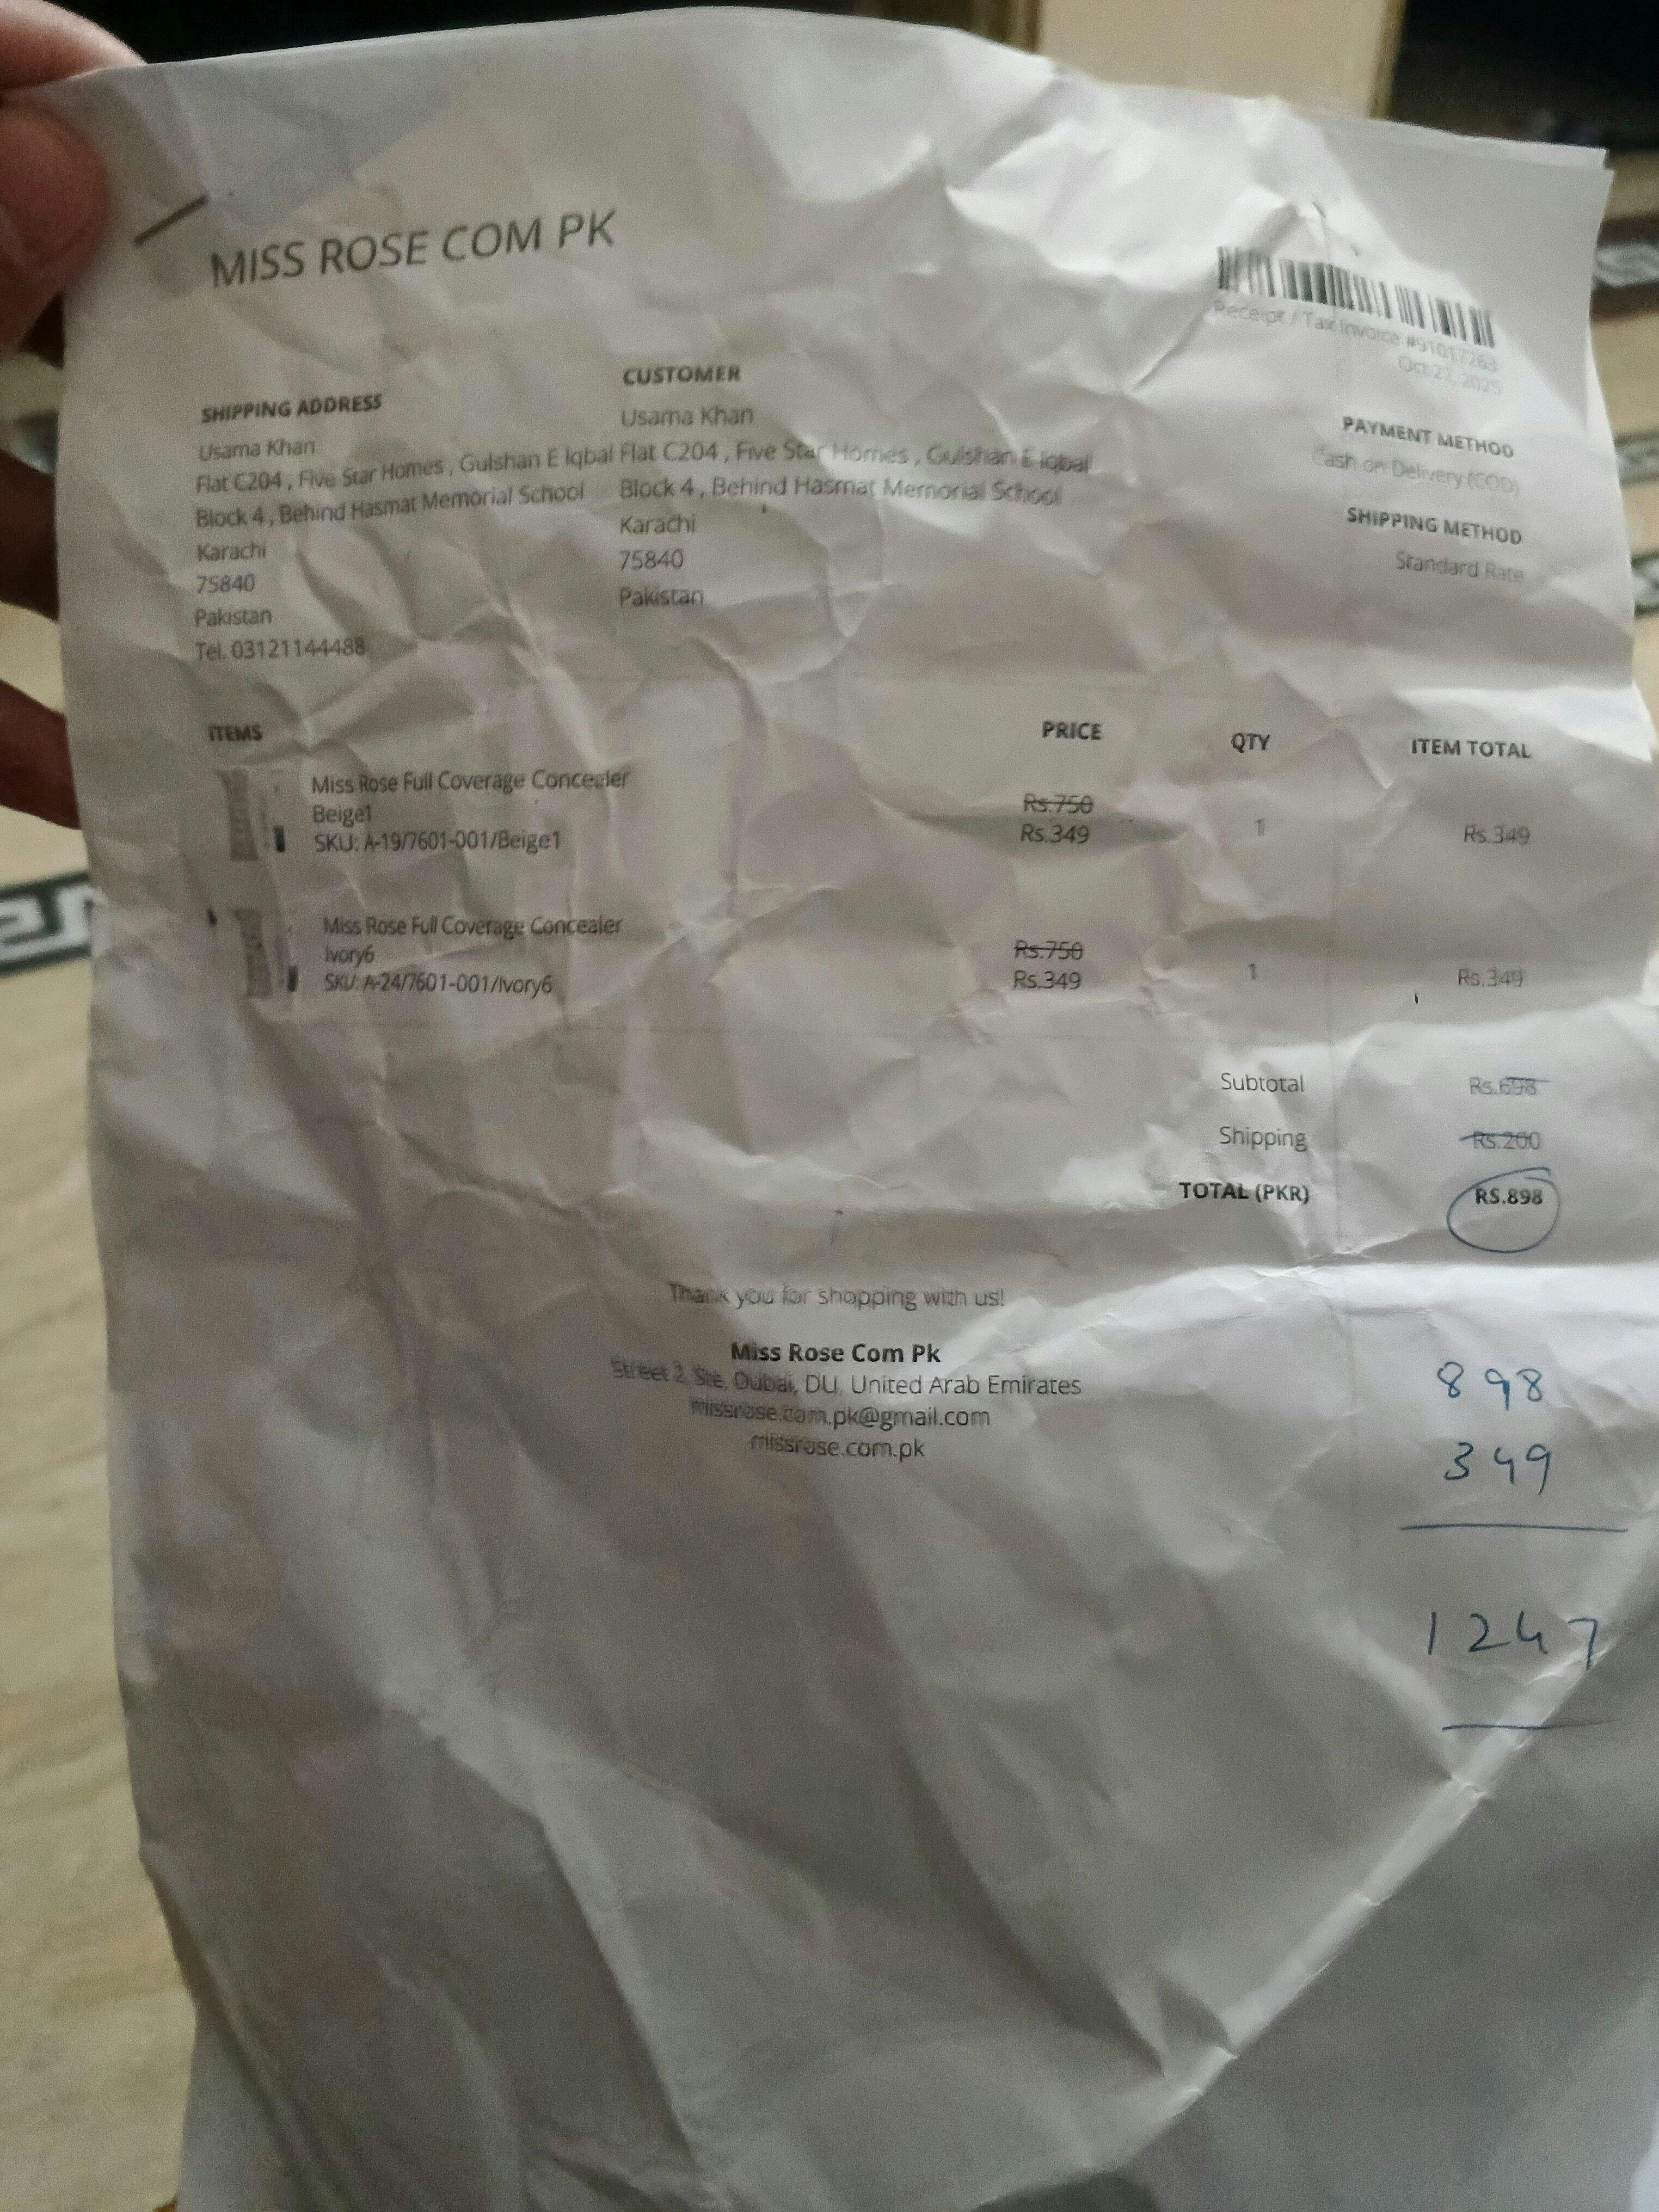 MISS ROSE COM PK
Receipt / Tax Invoice #91017263
Oct 22, 2025
SHIPPING ADDRESS
Usama Khan
Flat C204 , Five Star Homes , Gulshan E Iqbal
Block 4 , Behind Hasmat Memorial School
Karachi
75840
Pakistan
Tel. 03121144488
CUSTOMER
Usama Khan
Flat C204 , Five Star Homes , Gulshan E Iqbal
Block 4 , Behind Hasmat Memorial School
Karachi
75840
Pakistan
PAYMENT METHOD
Cash on Delivery (COD)
SHIPPING METHOD
Standard Rate
ITEMS PRICE QTY ITEM TOTAL
Miss Rose Full Coverage Concealer
Beige1
SKU: A-19/7601-001/Beige1
Rs.750
Rs.349 1 Rs.349
Miss Rose Full Coverage Concealer
Ivory6
SKU: A-24/7601-001/Ivory6
Rs.750
Rs.349 1 Rs.349
Subtotal Rs.698
Shipping Rs.200
TOTAL (PKR) RS.898
Thank you for shopping with us!
Miss Rose Com Pk
Street 2, Ste, Dubai, DU, United Arab Emirates
missrose.com.pk@gmail.com
missrose.com.pk
898
349
1247